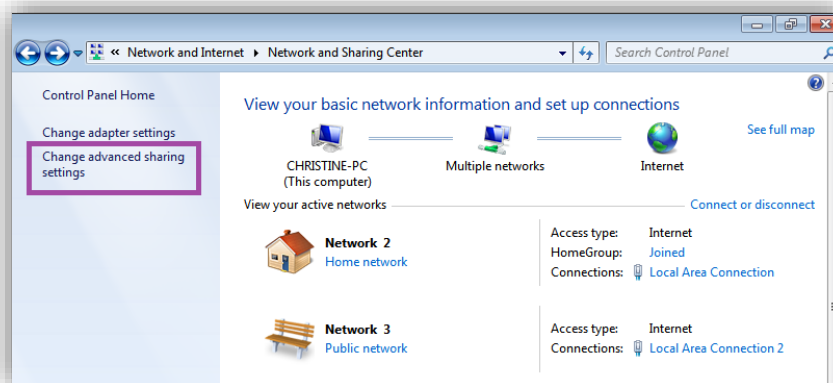 « Network and Internet ▸ Network and Sharing Center
Search Control Panel
Control Panel Home
Change adapter settings
Change advanced sharing
settings
View your basic network information and set up connections
See full map
CHRISTINE-PC
(This computer)
Multiple networks
Internet
View your active networks
Connect or disconnect
Network 2
Home network
Access type: Internet
HomeGroup: Joined
Connections: Local Area Connection
Network 3
Public network
Access type: Internet
Connections: Local Area Connection 2